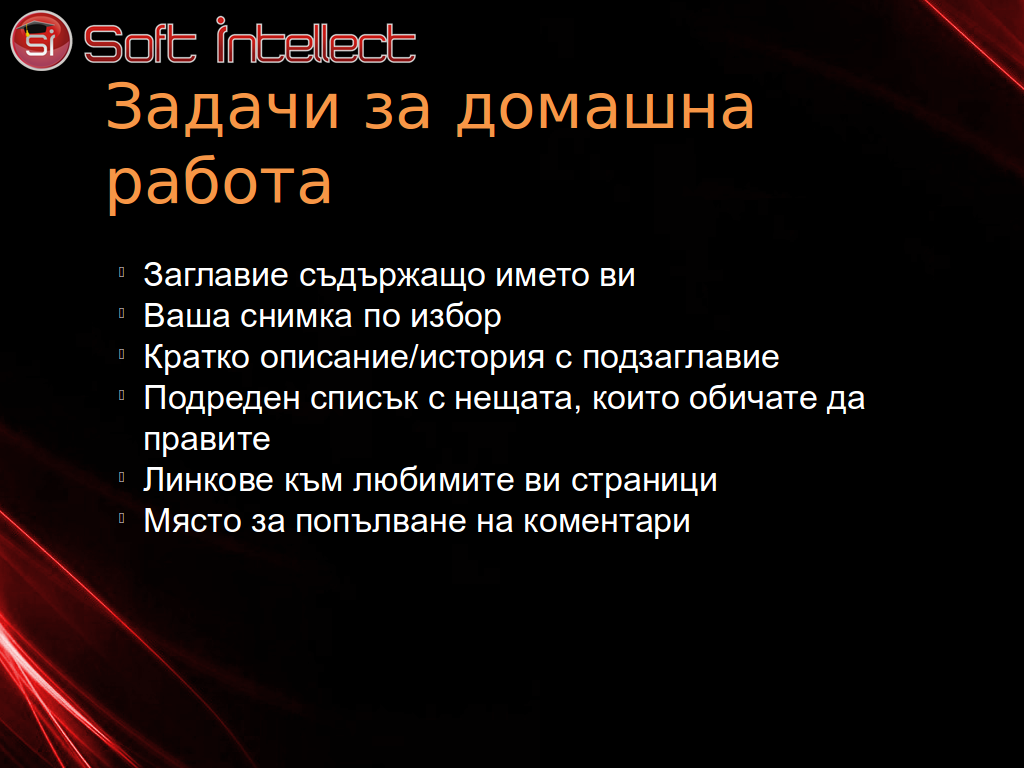 Si Soft Intellect
Задачи за домашна
работа
Заглавие съдържащо името ви
Ваша снимка по избор
Кратко описание/история с подзаглавие
Подреден списък с нещата, които обичате да
правите
Линкове към любимите ви страници
Място за попълване на коментари